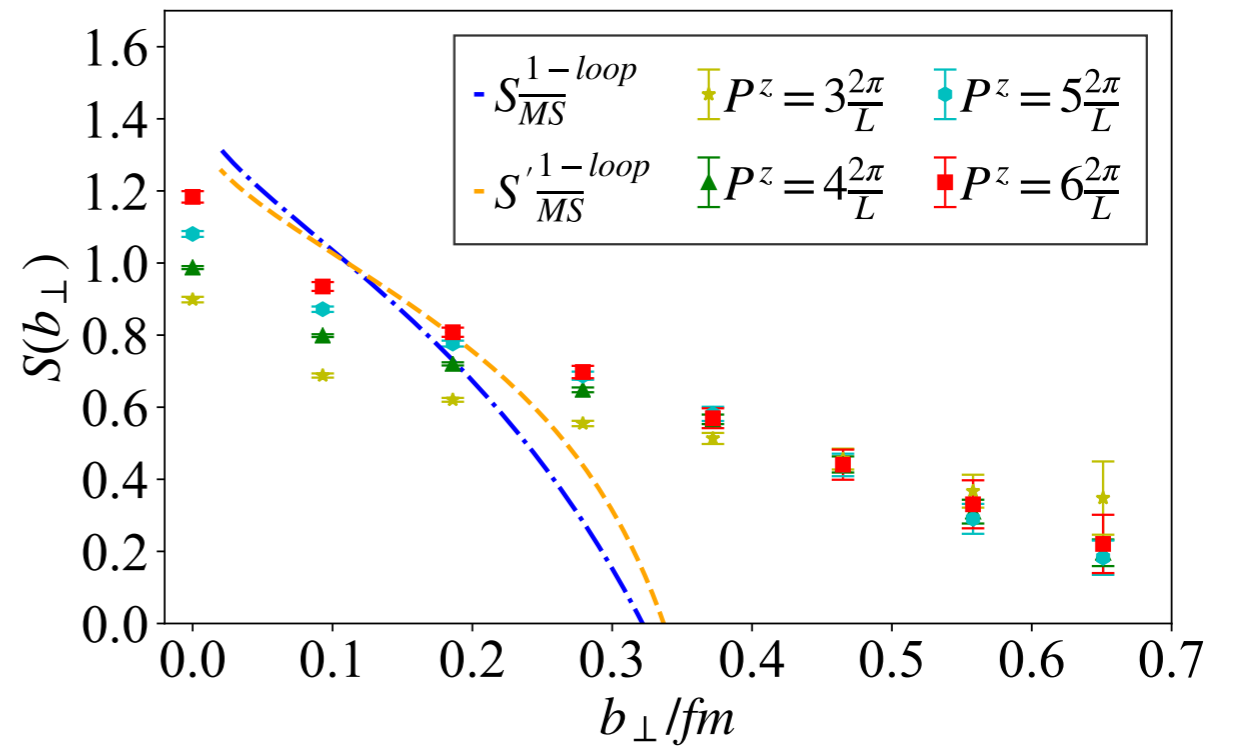 1.6
1.4
1.2
1.0
0.8
0.6
0.4
0.2
0.0
S(b⊥)
S 1−loop MS̅
S′ 1−loop MS̅
P^z = 3 2π/L
P^z = 4 2π/L
P^z = 5 2π/L
P^z = 6 2π/L
0.0 0.1 0.2 0.3 0.4 0.5 0.6 0.7
b⊥/fm